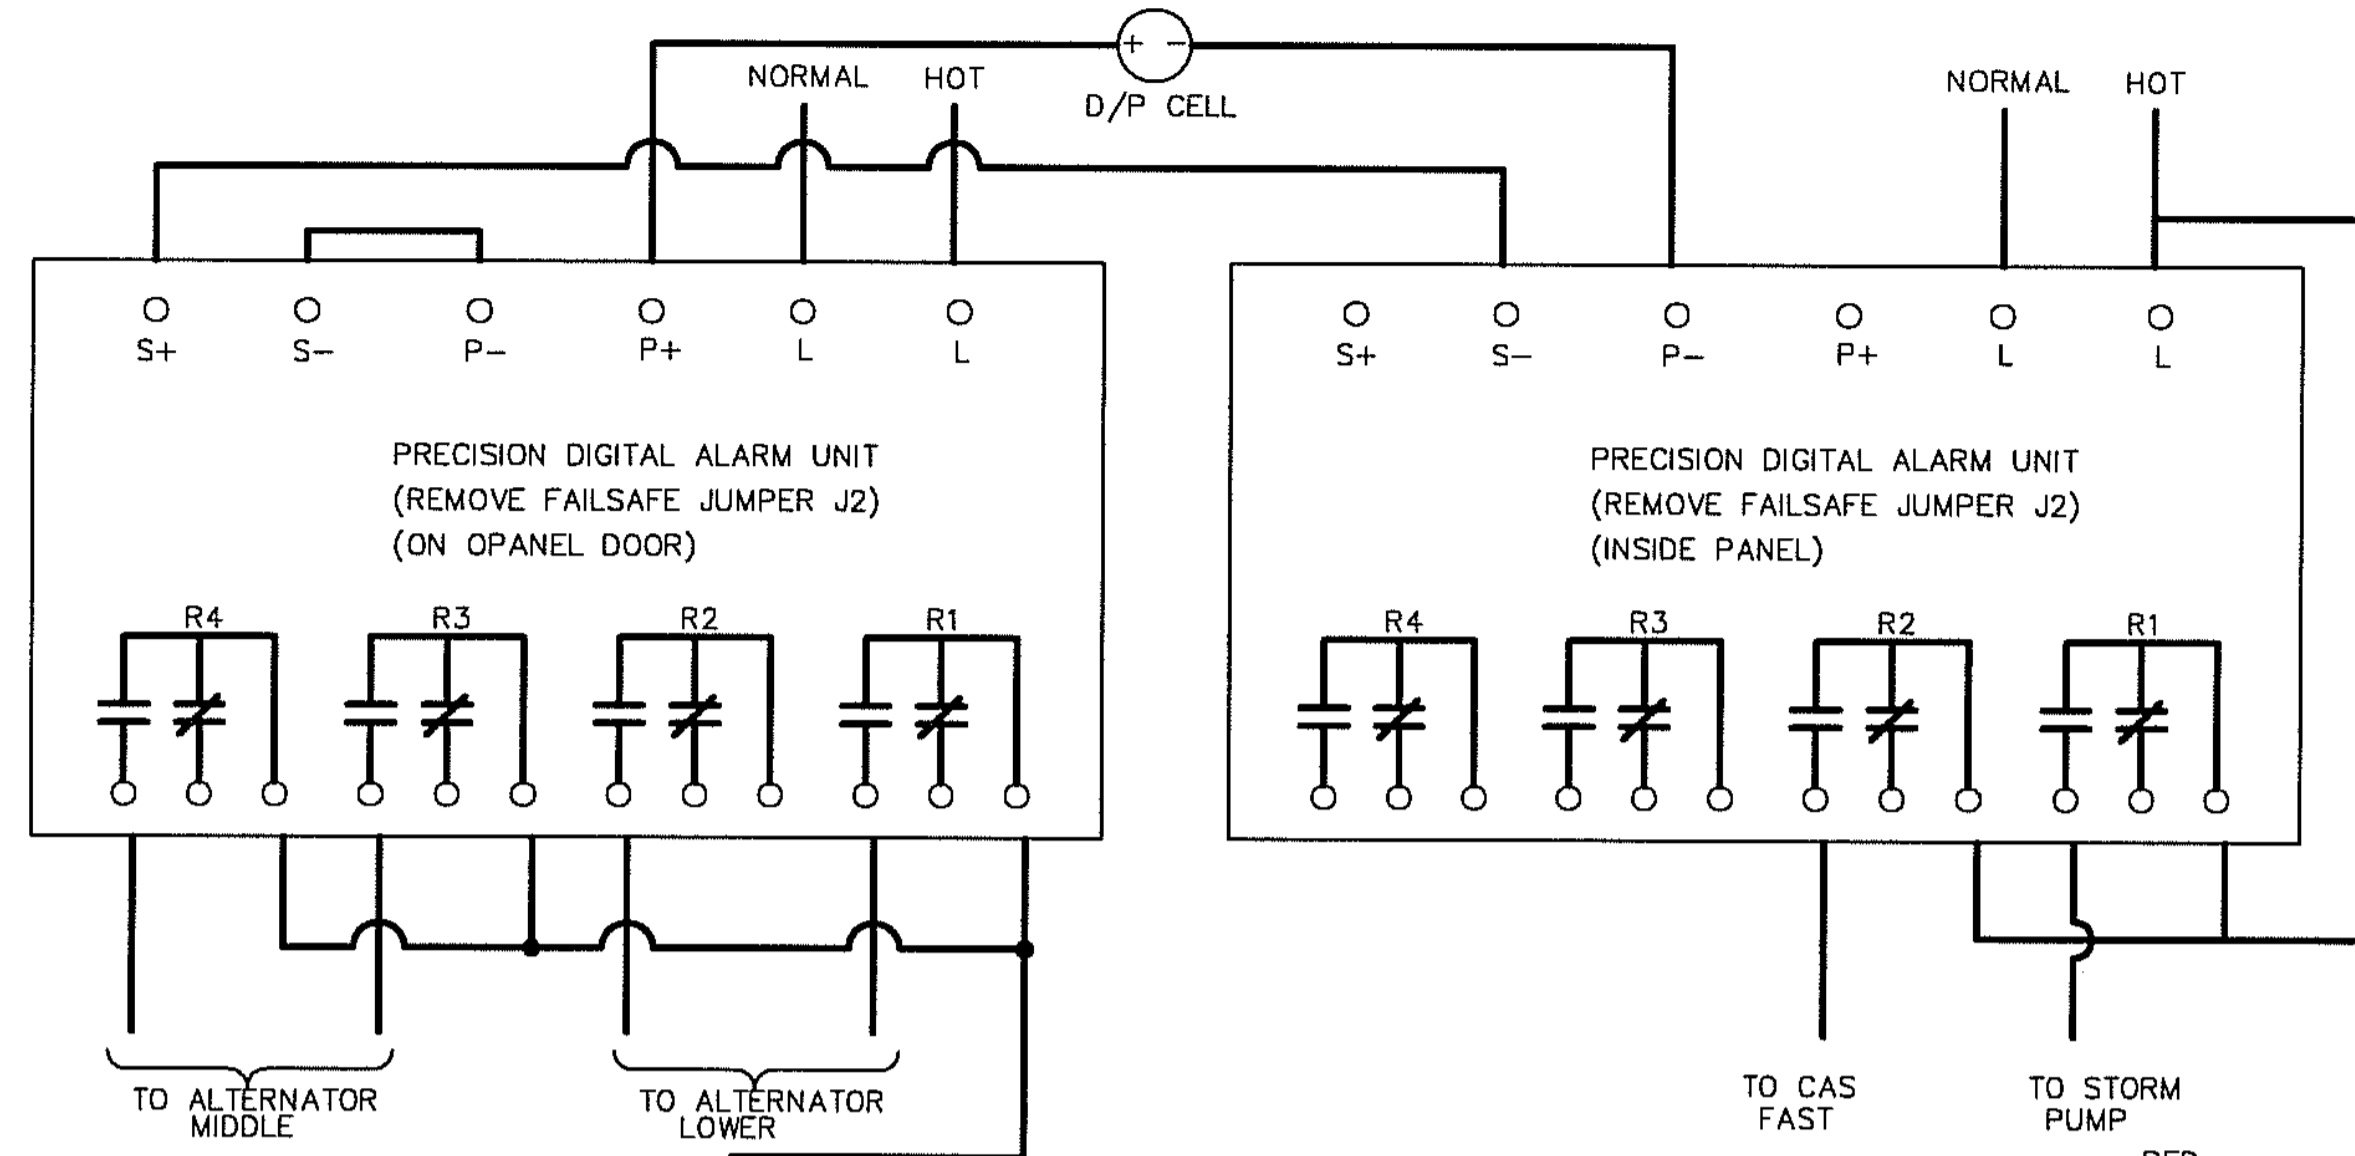 + -
NORMAL HOT
D/P CELL
NORMAL HOT
S+ S- P- P+ L L
S+ S- P- P+ L L
PRECISION DIGITAL ALARM UNIT
(REMOVE FAILSAFE JUMPER J2)
(ON OPANEL DOOR)
PRECISION DIGITAL ALARM UNIT
(REMOVE FAILSAFE JUMPER J2)
(INSIDE PANEL)
R4 R3 R2 R1
R4 R3 R2 R1
TO ALTERNATOR
MIDDLE
TO ALTERNATOR
LOWER
TO CAS
FAST
TO STORM
PUMP